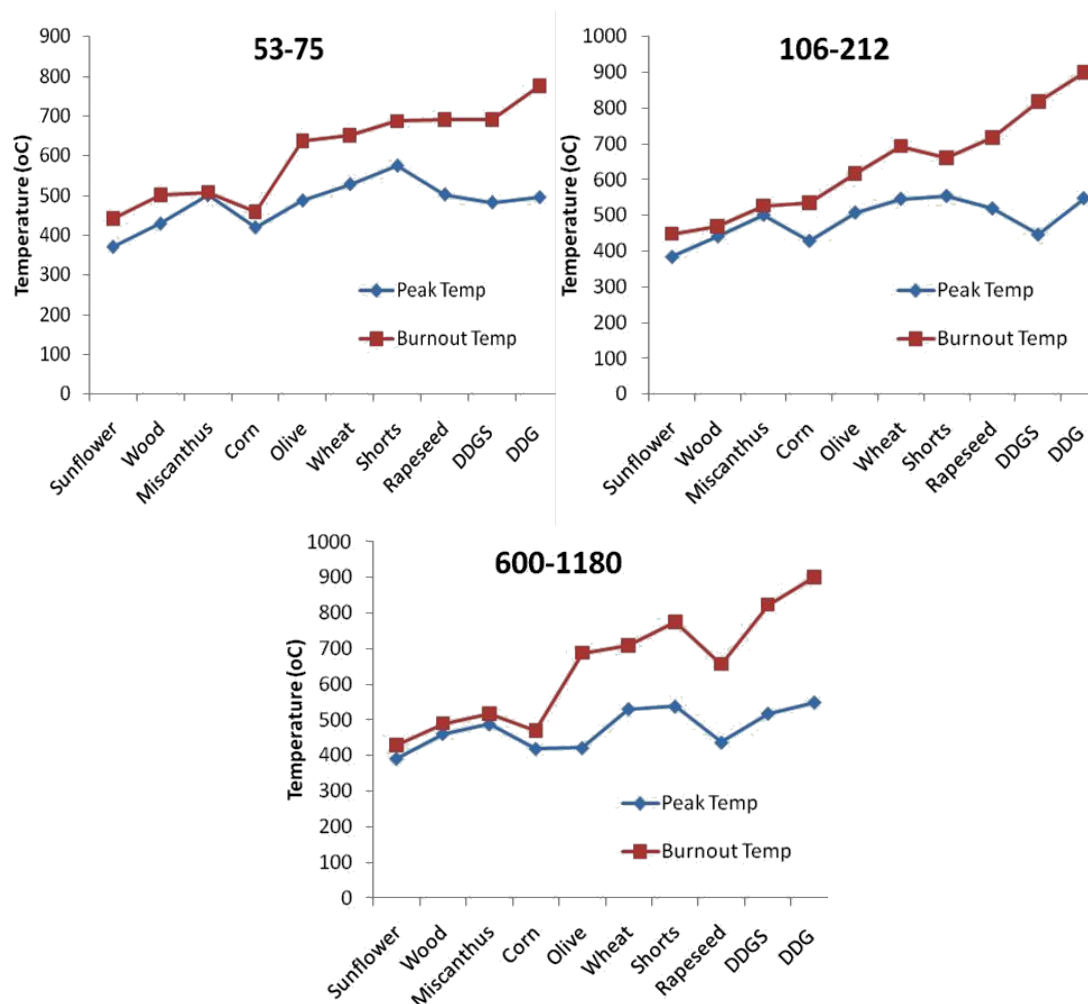 53-75
900
800
700
600
500
400
300
200
100
0
Temperature (oC)
Peak Temp
Burnout Temp
Sunflower
Wood
Miscanthus
Corn
Olive
Wheat
Shorts
Rapeseed
DDGS
DDG
106-212
1000
900
800
700
600
500
400
300
200
100
0
Temperature (oC)
Peak Temp
Burnout Temp
Sunflower
Wood
Miscanthus
Corn
Olive
Wheat
Shorts
Rapeseed
DDGS
DDG
600-1180
1000
900
800
700
600
500
400
300
200
100
0
Temperature (oC)
Peak Temp
Burnout Temp
Sunflower
Wood
Miscanthus
Corn
Olive
Wheat
Shorts
Rapeseed
DDGS
DDG